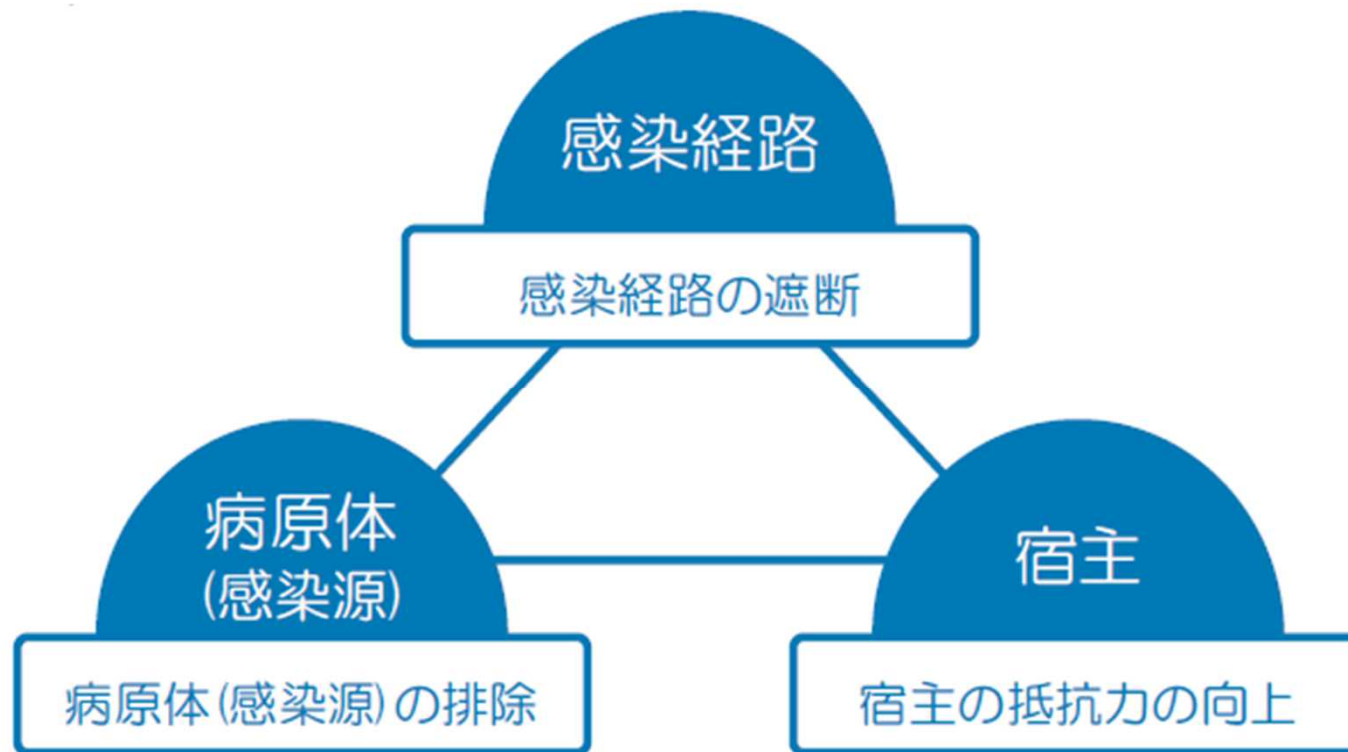 感染経路
感染経路の遮断
病原体
(感染源)
病原体(感染源)の排除
宿主
宿主の抵抗力の向上